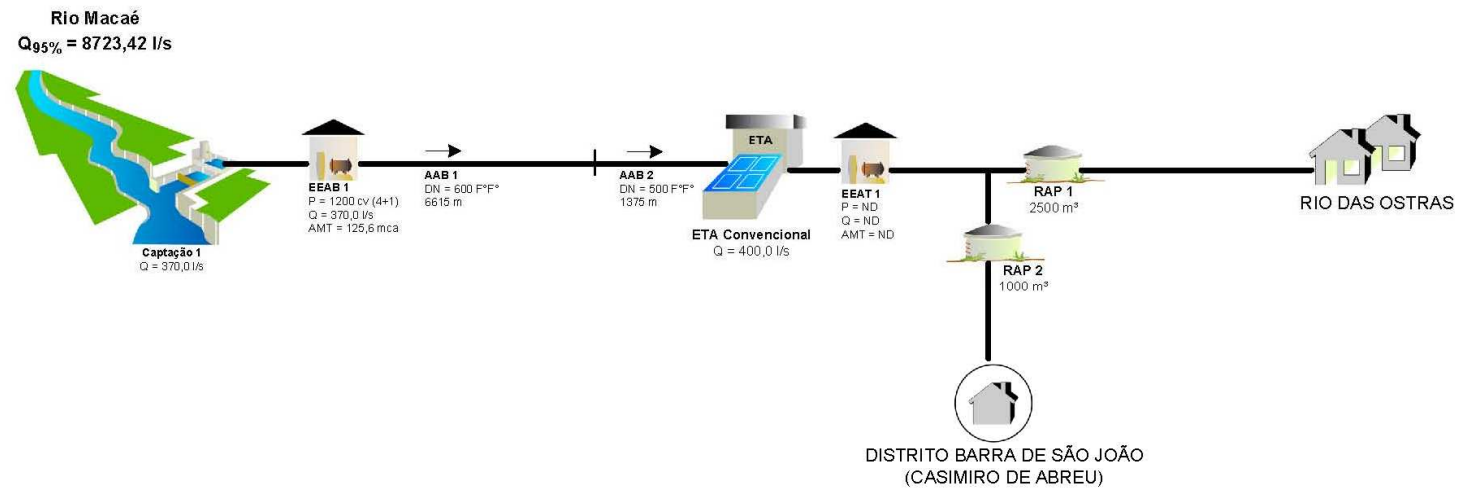 Rio Macaé
Q95% = 8723,42 l/s
Captação 1
Q = 370,0 l/s
EEAB 1
P = 1200 cv (4+1)
Q = 370,0 l/s
AMT = 125,6 mca
AAB 1
DN = 600 FºFº
6615 m
AAB 2
DN = 500 FºFº
1375 m
ETA
ETA Convencional
Q = 400,0 l/s
EEAT 1
P = ND
Q = ND
AMT = ND
RAP 1
2500 m³
RAP 2
1000 m³
RIO DAS OSTRAS
DISTRITO BARRA DE SÃO JOÃO
(CASIMIRO DE ABREU)